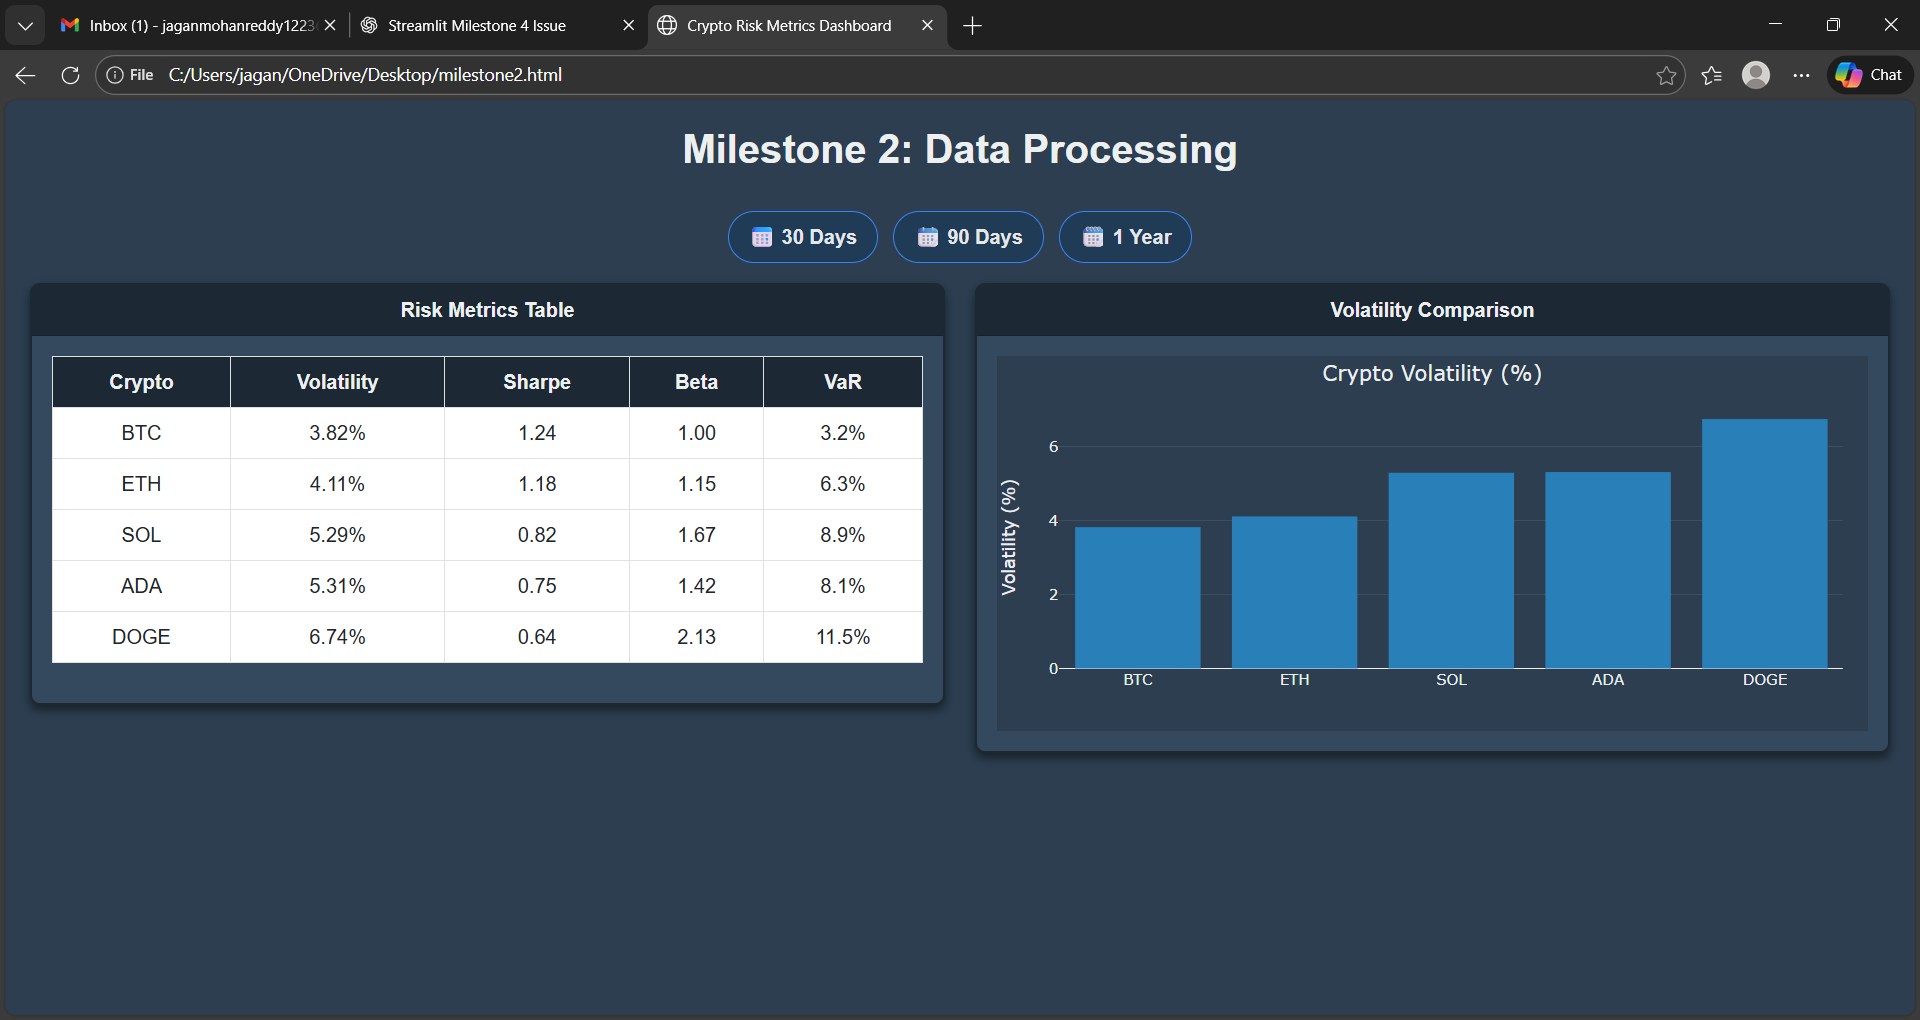 Inbox (1) - jaganmohanreddy1223
Streamlit Milestone 4 Issue
Crypto Risk Metrics Dashboard
File C:/Users/jagan/OneDrive/Desktop/milestone2.html
Chat
Milestone 2: Data Processing
30 Days 90 Days 1 Year
Risk Metrics Table
Crypto Volatility Sharpe Beta VaR
BTC 3.82% 1.24 1.00 3.2%
ETH 4.11% 1.18 1.15 6.3%
SOL 5.29% 0.82 1.67 8.9%
ADA 5.31% 0.75 1.42 8.1%
DOGE 6.74% 0.64 2.13 11.5%
Volatility Comparison
Crypto Volatility (%)
Volatility (%)
6
4
2
0
BTC ETH SOL ADA DOGE